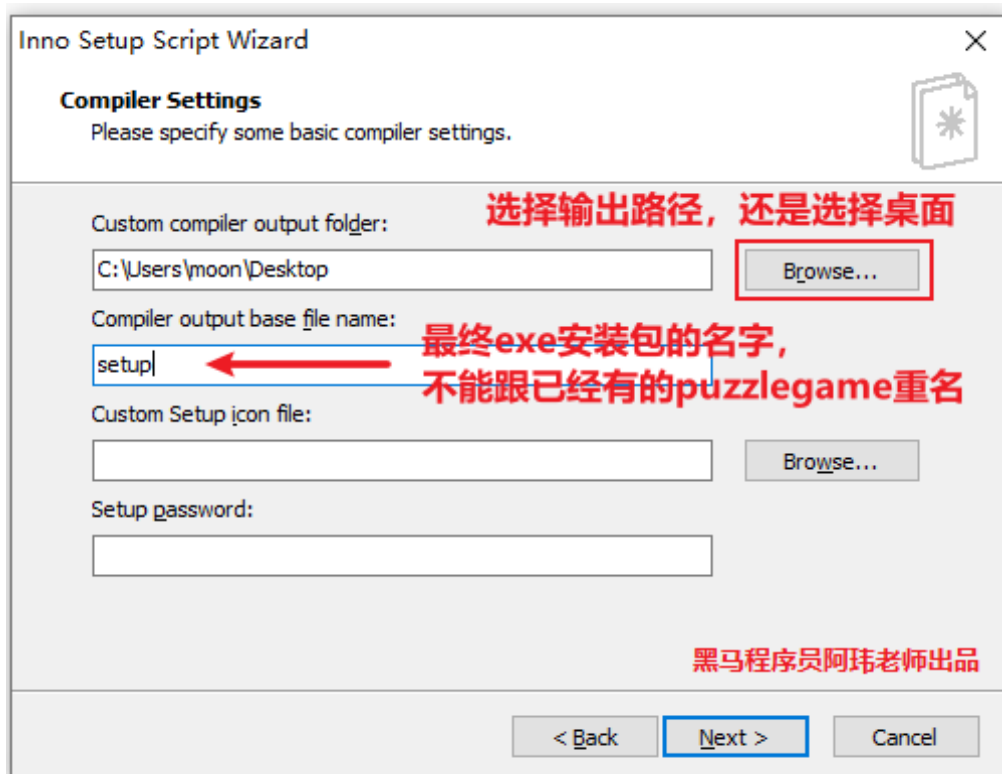 Inno Setup Script Wizard
Compiler Settings
Please specify some basic compiler settings.
选择输出路径，还是选择桌面
Custom compiler output folder:
C:\Users\moon\Desktop
Browse...
Compiler output base file name:
最终exe安装包的名字，
setup
不能跟已经有的puzzlegame重名
Custom Setup icon file:
Browse...
Setup password:
黑马程序员阿玮老师出品
< Back
Next >
Cancel